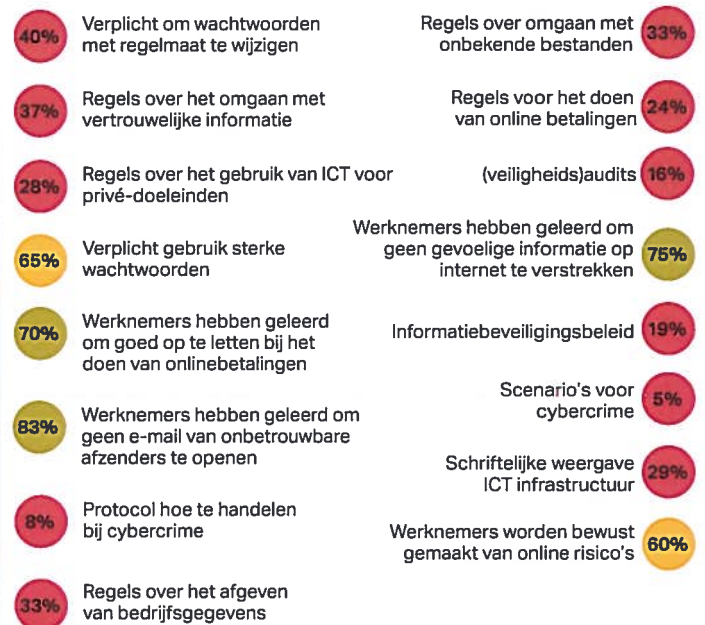 40%
Verplicht om wachtwoorden
met regelmaat te wijzigen
37%
Regels over het omgaan met
vertrouwelijke informatie
28%
Regels over het gebruik van ICT voor
privé-doeleinden
65%
Verplicht gebruik sterke
wachtwoorden
70%
Werknemers hebben geleerd
om goed op te letten bij het
doen van onlinebetalingen
83%
Werknemers hebben geleerd om
geen e-mail van onbetrouwbare
afzenders te openen
8%
Protocol hoe te handelen
bij cybercrime
33%
Regels over het afgeven
van bedrijfsgegevens
Regels over omgaan met
onbekende bestanden
33%
Regels voor het doen
van online betalingen
24%
(veiligheids)audits
16%
Werknemers hebben geleerd om
geen gevoelige informatie op
internet te verstrekken
75%
Informatiebeveiligingsbeleid
19%
Scenario's voor
cybercrime
5%
Schriftelijke weergave
ICT infrastructuur
29%
Werknemers worden bewust
gemaakt van online risico's
60%